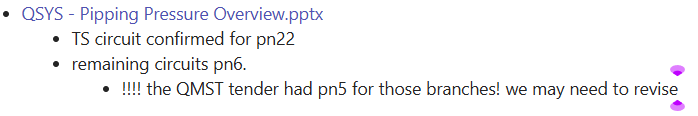 QSYS - Pipping Pressure Overview.pptx
TS circuit confirmed for pn22
remaining circuits pn6.
!!!! the QMST tender had pn5 for those branches! we may need to revise